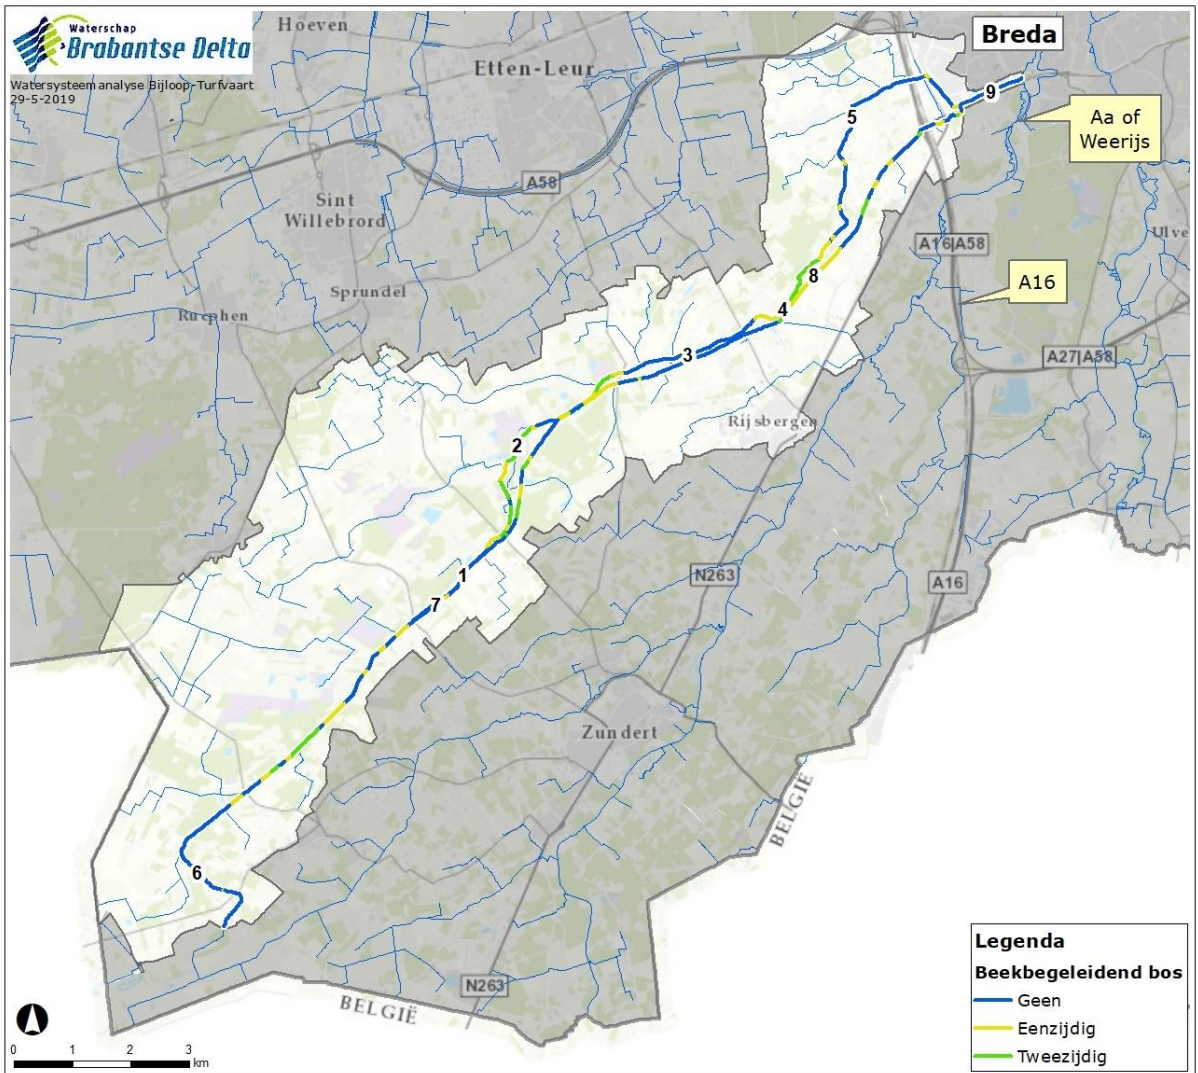 Waterschap
Brabantse Delta
Watersysteemanalyse Bijloop-Turfvaart
29-5-2019
Hoeven
Etten-Leur
Breda
9
5
Aa of
Weerijs
A58
Sint
Willebrord
A16|A58
Ulve
Sprundel
8
A16
Rucphen
4
3
A27|A58
Rijsbergen
2
1
N263
A16
7
Zundert
BELGIË
6
N263
BELGIË
Legenda
Beekbegeleidend bos
Geen
Eenzijdig
Tweezijdig
0 1 2 3
km